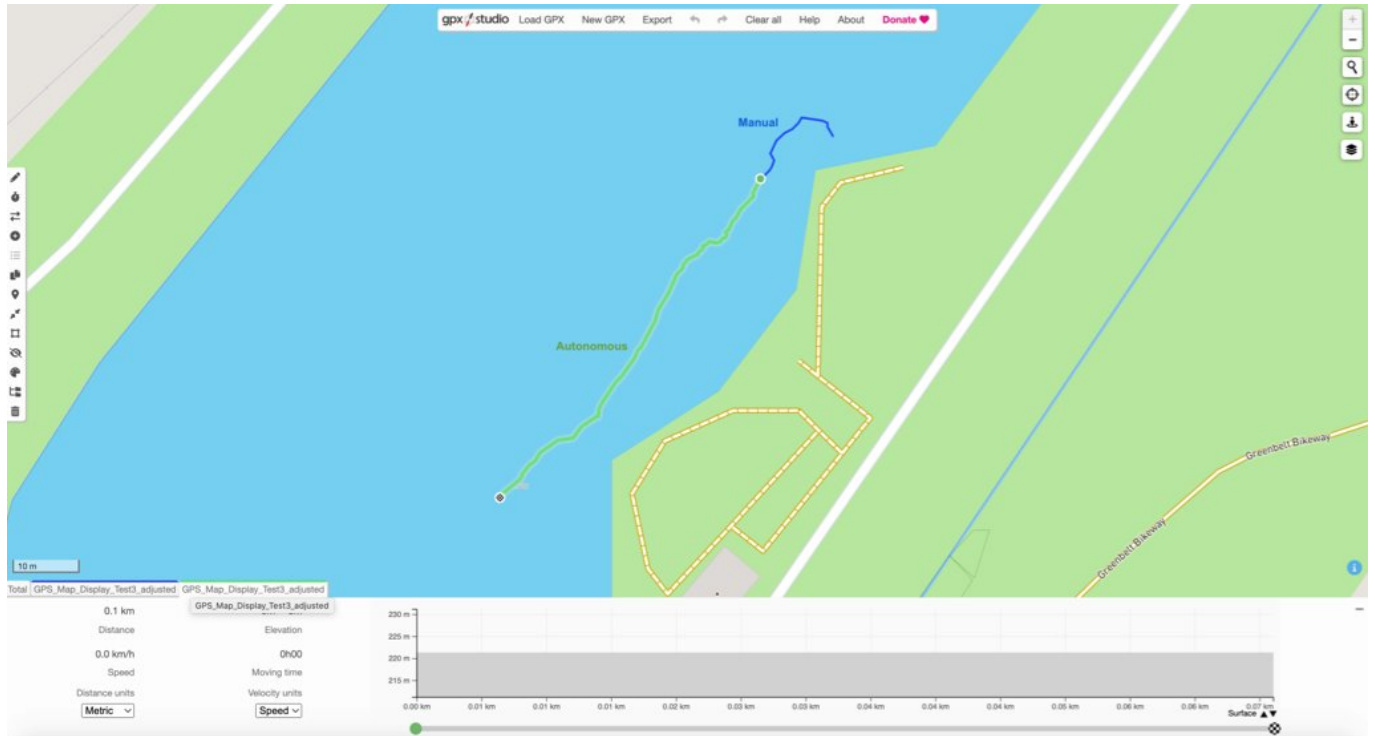 gpx studio Load GPX New GPX Export Clear all Help About Donate
Manual
Autonomous
Greenbelt Bikeway
Greenbelt Bikeway
10 m
Total GPS_Map_Display_Test3_adjusted GPS_Map_Display_Test3_adjusted
GPS_Map_Display_Test3_adjusted
0.1 km
Distance Elevation
0.0 km/h 0h00
Speed Moving time
Distance units Velocity units
Metric Speed
230 m
225 m
220 m
215 m
0.00 km 0.01 km 0.01 km 0.01 km 0.02 km 0.03 km 0.03 km 0.04 km 0.04 km 0.04 km 0.05 km 0.06 km 0.06 km 0.07 km
Surface